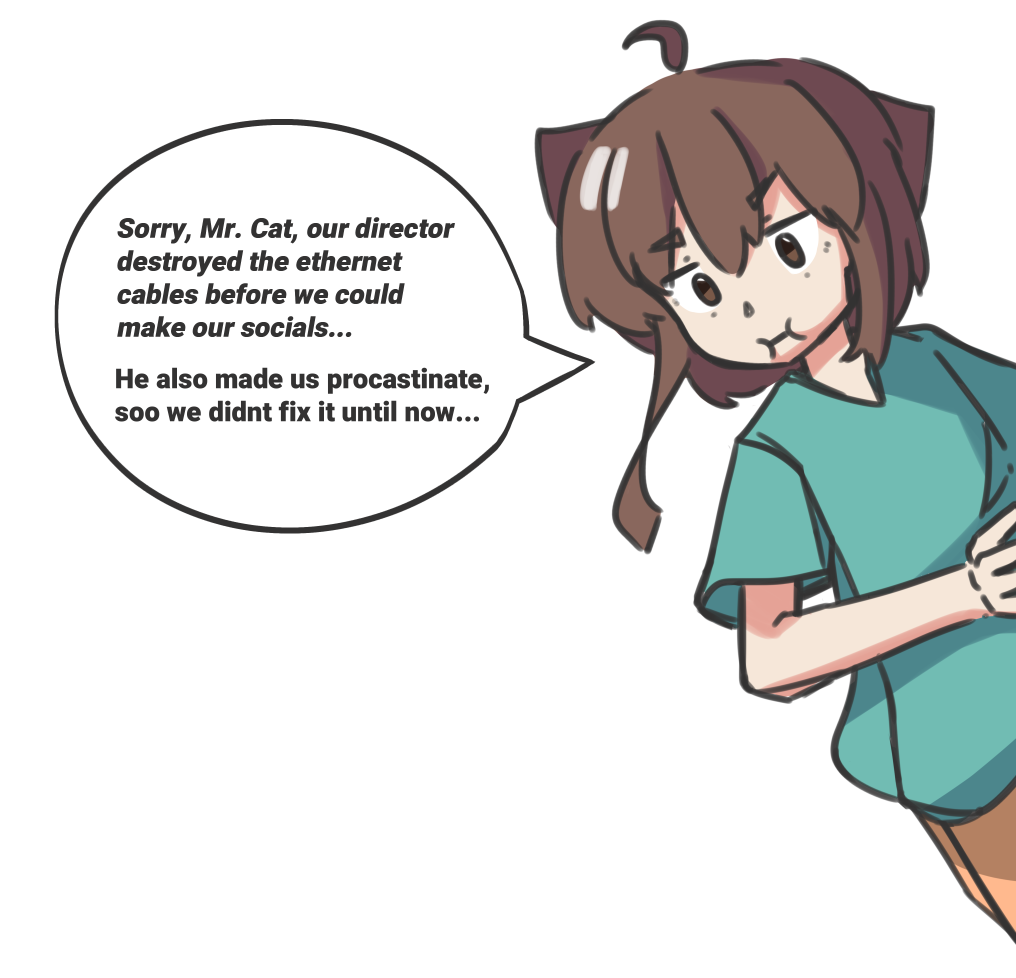 Sorry, Mr. Cat, our director
destroyed the ethernet
cables before we could
make our socials...
He also made us procastinate,
soo we didnt fix it until now...